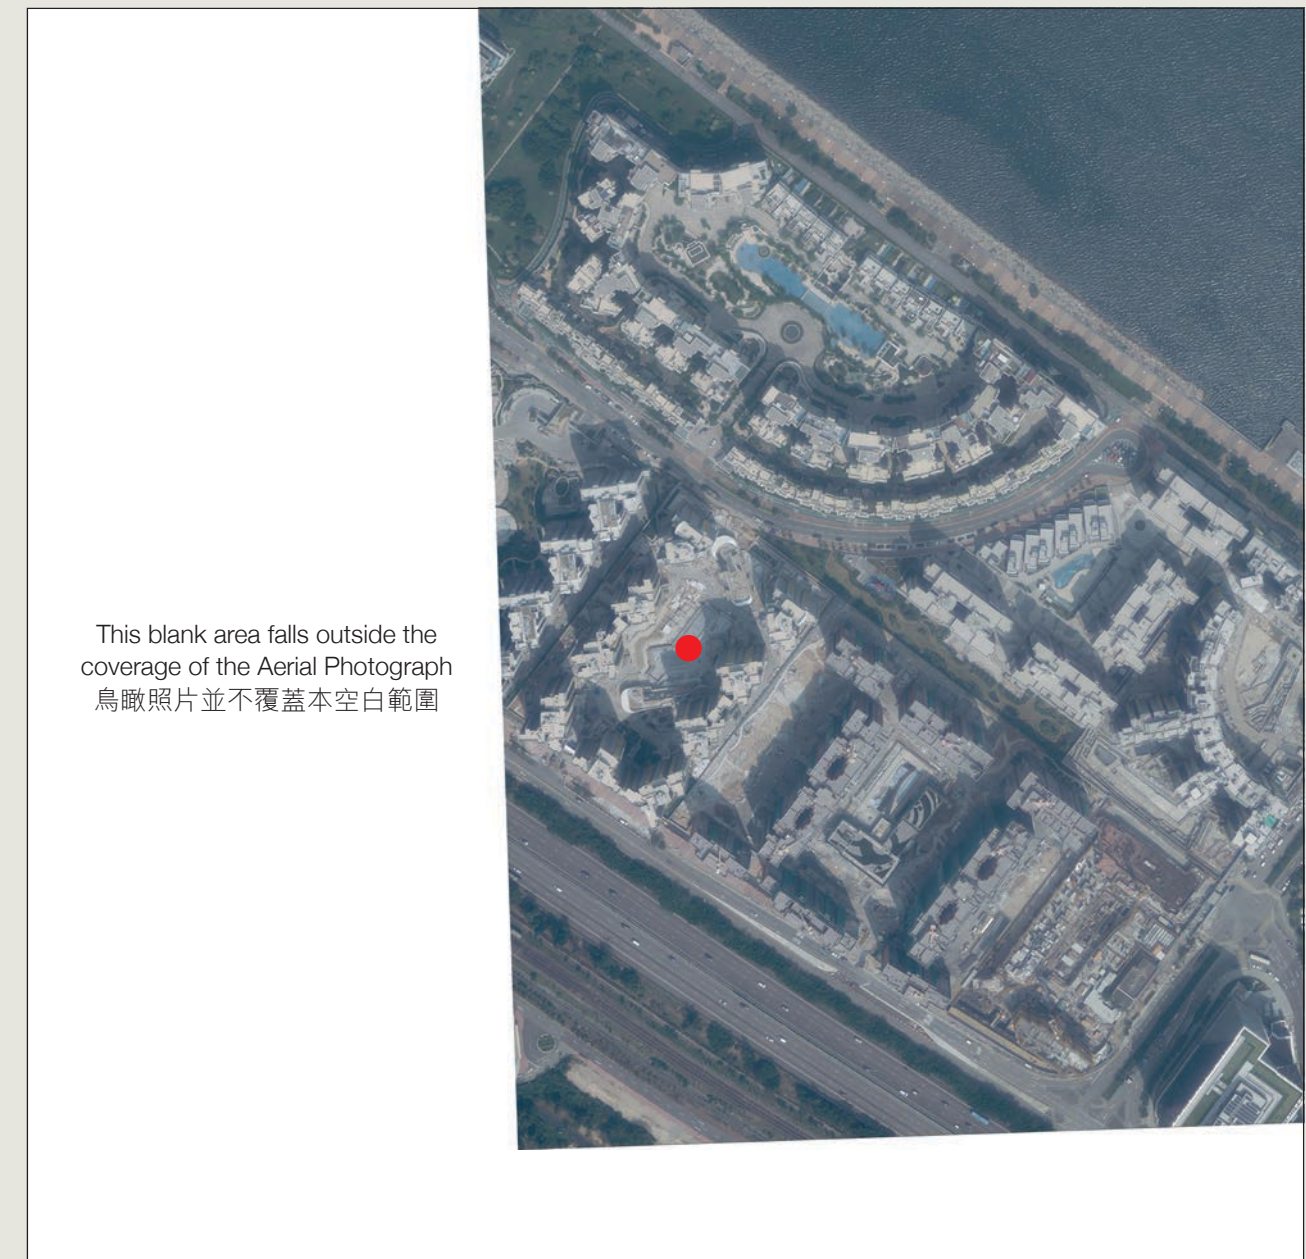 This blank area falls outside the
coverage of the Aerial Photograph
鳥瞰照片並不覆蓋本空白範圍